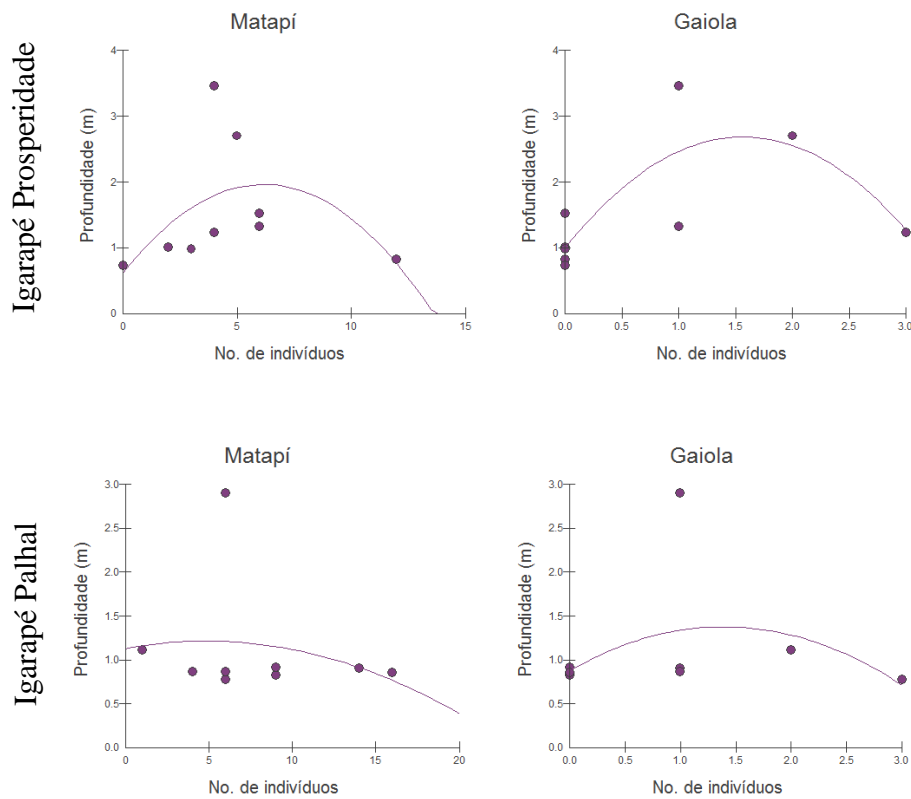 Igarapé Prosperidade
Matapí
Profundidade (m)
4
3
2
1
0
0 5 10 15
No. de indivíduos
Gaiola
Profundidade (m)
4
3
2
1
0
0.0 0.5 1.0 1.5 2.0 2.5 3.0
No. de indivíduos
Igarapé Palhal
Matapí
Profundidade (m)
3.0
2.5
2.0
1.5
1.0
0.5
0.0
0 5 10 15 20
No. de indivíduos
Gaiola
Profundidade (m)
3.0
2.5
2.0
1.5
1.0
0.5
0.0
0.0 0.5 1.0 1.5 2.0 2.5 3.0
No. de indivíduos